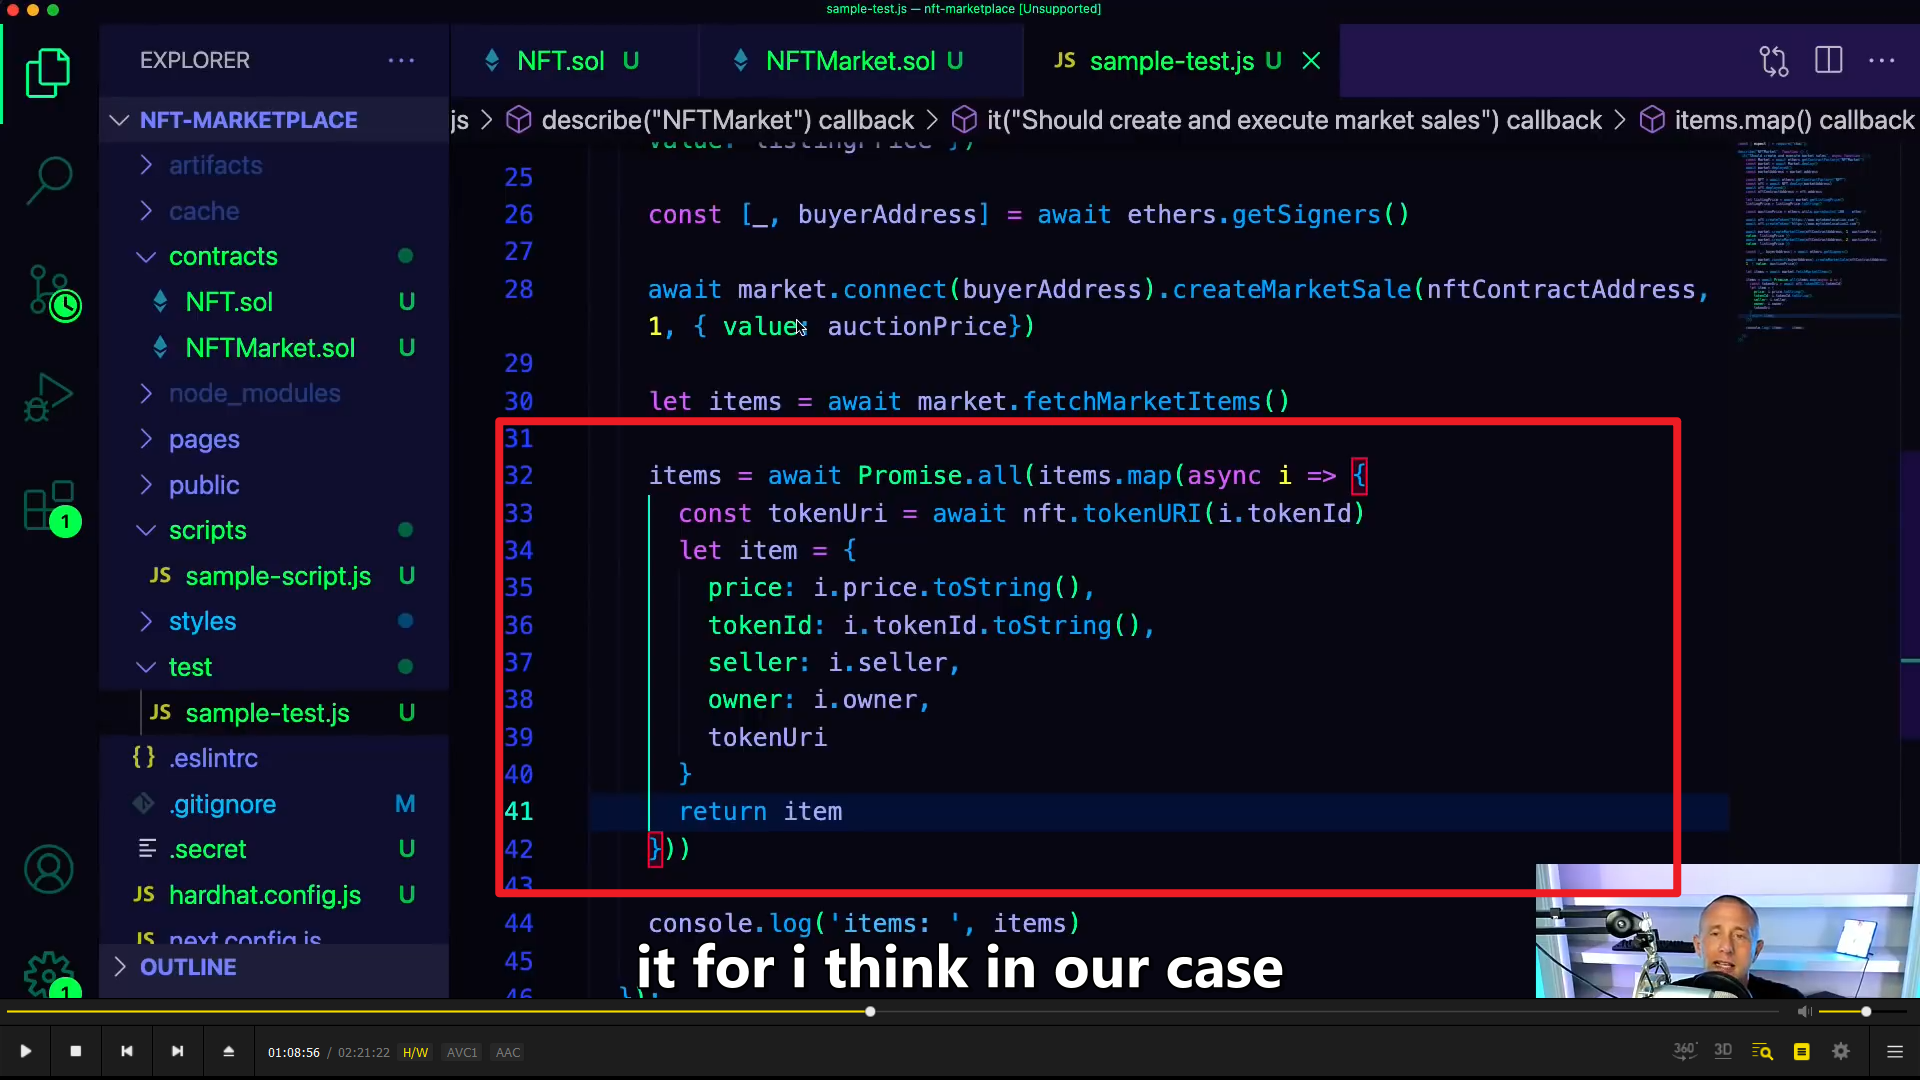 sample-test.js — nft-marketplace [Unsupported]
EXPLORER ...
NFT.sol U
NFTMarket.sol U
JS sample-test.js U
NFT-MARKETPLACE
js > describe("NFTMarket") callback > it("Should create and execute market sales") callback > items.map() callback
artifacts
cache
contracts
NFT.sol U
NFTMarket.sol U
node_modules
pages
public
scripts
JS sample-script.js U
styles
test
JS sample-test.js U
{} .eslintrc
.gitignore M
.secret U
JS hardhat.config.js U
JS next.config.js
OUTLINE
1
1
value: listingPrice })
25
26 const [_, buyerAddress] = await ethers.getSigners()
27
28 await market.connect(buyerAddress).createMarketSale(nftContractAddress,
1, { value: auctionPrice})
29
30 let items = await market.fetchMarketItems()
31
32 items = await Promise.all(items.map(async i => {
33 const tokenUri = await nft.tokenURI(i.tokenId)
34 let item = {
35 price: i.price.toString(),
36 tokenId: i.tokenId.toString(),
37 seller: i.seller,
38 owner: i.owner,
39 tokenUri
40 }
41 return item
42 }))
43
44 console.log('items: ', items)
45
46 });
it for i think in our case
01:08:56 / 02:21:22 H/W AVC1 AAC
360° 3D